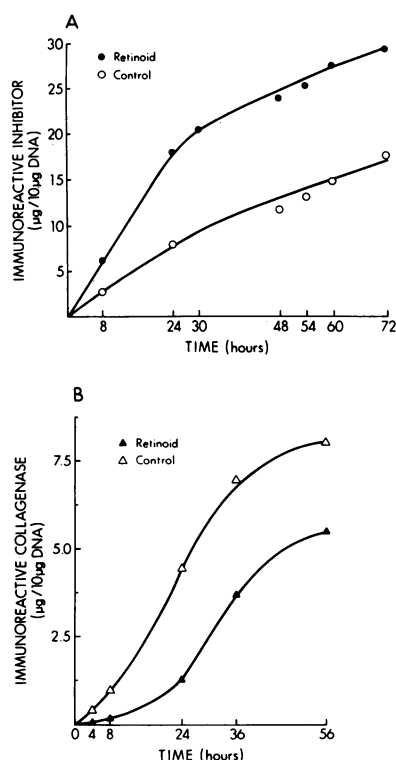 A
30
25
20
15
10
5
IMMUNOREACTIVE INHIBITOR
(µg/10µg DNA)
Retinoid
Control
8 24 30 48 54 60 72
TIME (hours)
B
7.5
5.0
2.5
IMMUNOREACTIVE COLLAGENASE
(µg/10µg DNA)
Retinoid
Control
0 4 8 24 36 56
TIME (hours)